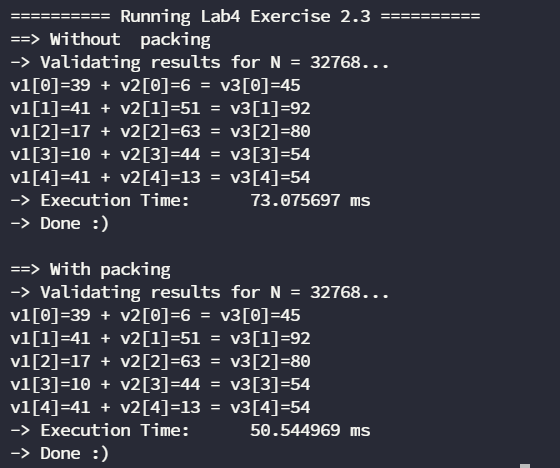 ========== Running Lab4 Exercise 2.3 ==========
==> Without  packing
-> Validating results for N = 32768...
v1[0]=39 + v2[0]=6 = v3[0]=45
v1[1]=41 + v2[1]=51 = v3[1]=92
v1[2]=17 + v2[2]=63 = v3[2]=80
v1[3]=10 + v2[3]=44 = v3[3]=54
v1[4]=41 + v2[4]=13 = v3[4]=54
-> Execution Time:      73.075697 ms
-> Done :)

==> With packing
-> Validating results for N = 32768...
v1[0]=39 + v2[0]=6 = v3[0]=45
v1[1]=41 + v2[1]=51 = v3[1]=92
v1[2]=17 + v2[2]=63 = v3[2]=80
v1[3]=10 + v2[3]=44 = v3[3]=54
v1[4]=41 + v2[4]=13 = v3[4]=54
-> Execution Time:      50.544969 ms
-> Done :)